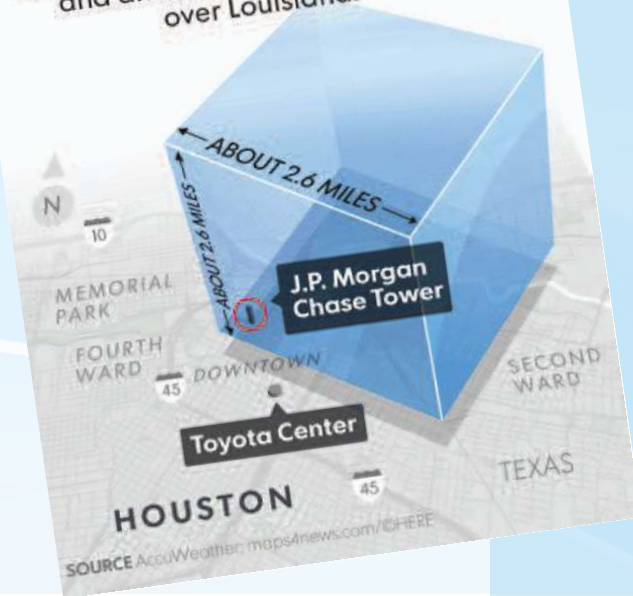 over Louisiana
ABOUT 2.6 MILES
ABOUT 2.6 MILES
N
10
J.P. Morgan
Chase Tower
MEMORIAL
PARK
FOURTH
WARD
45
DOWNTOWN
SECOND
WARD
Toyota Center
TEXAS
HOUSTON
45
SOURCE AccuWeather; maps4news.com/©HERE